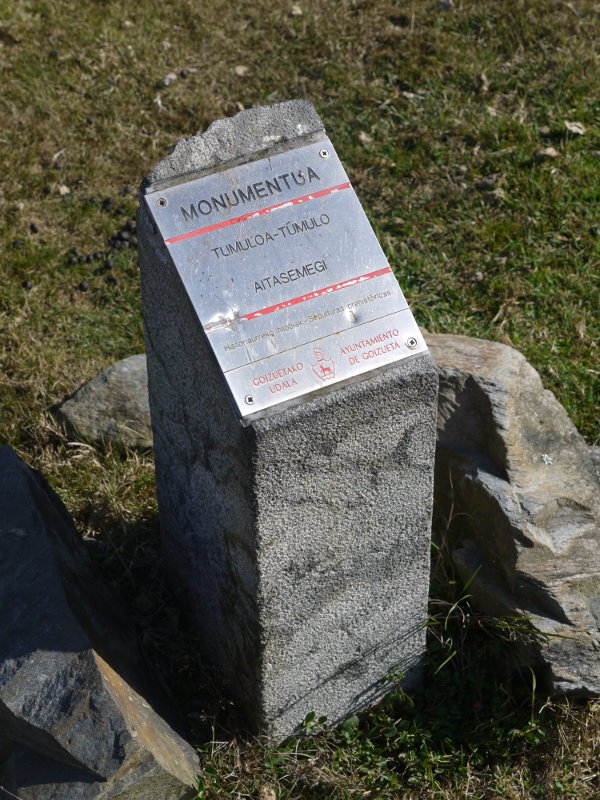 MONUMENTUA
TUMULOA-TÚMULO
AITASEMEGI
Historiaurreko hilobiak / Sepulturas prehistóricas
GOIZUETAKO
UDALA
AYUNTAMIENTO
DE GOIZUETA